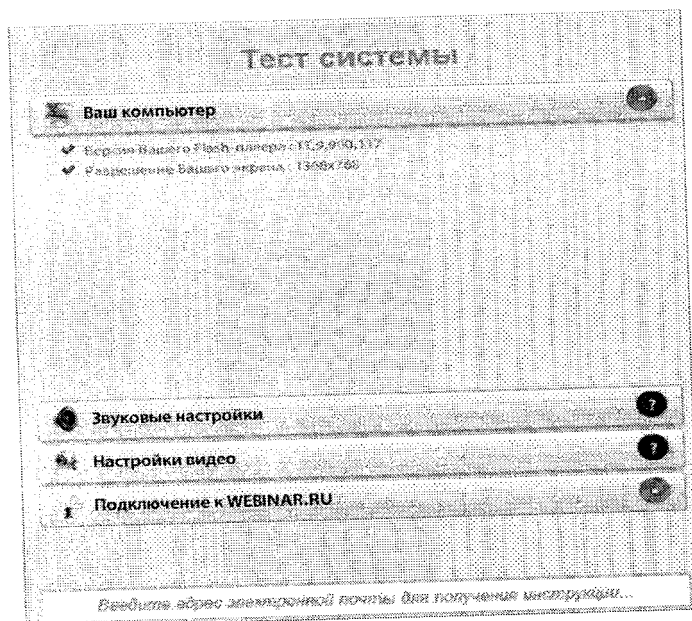 Тест системы
Ваш компьютер
Версия Вашего Flash-плеера : 11,9,900,117
Разрешение Вашего экрана : 1366x768
Звуковые настройки
?
Настройки видео
?
Подключение к WEBINAR.RU
Введите адрес электронной почты для получения инструкции...